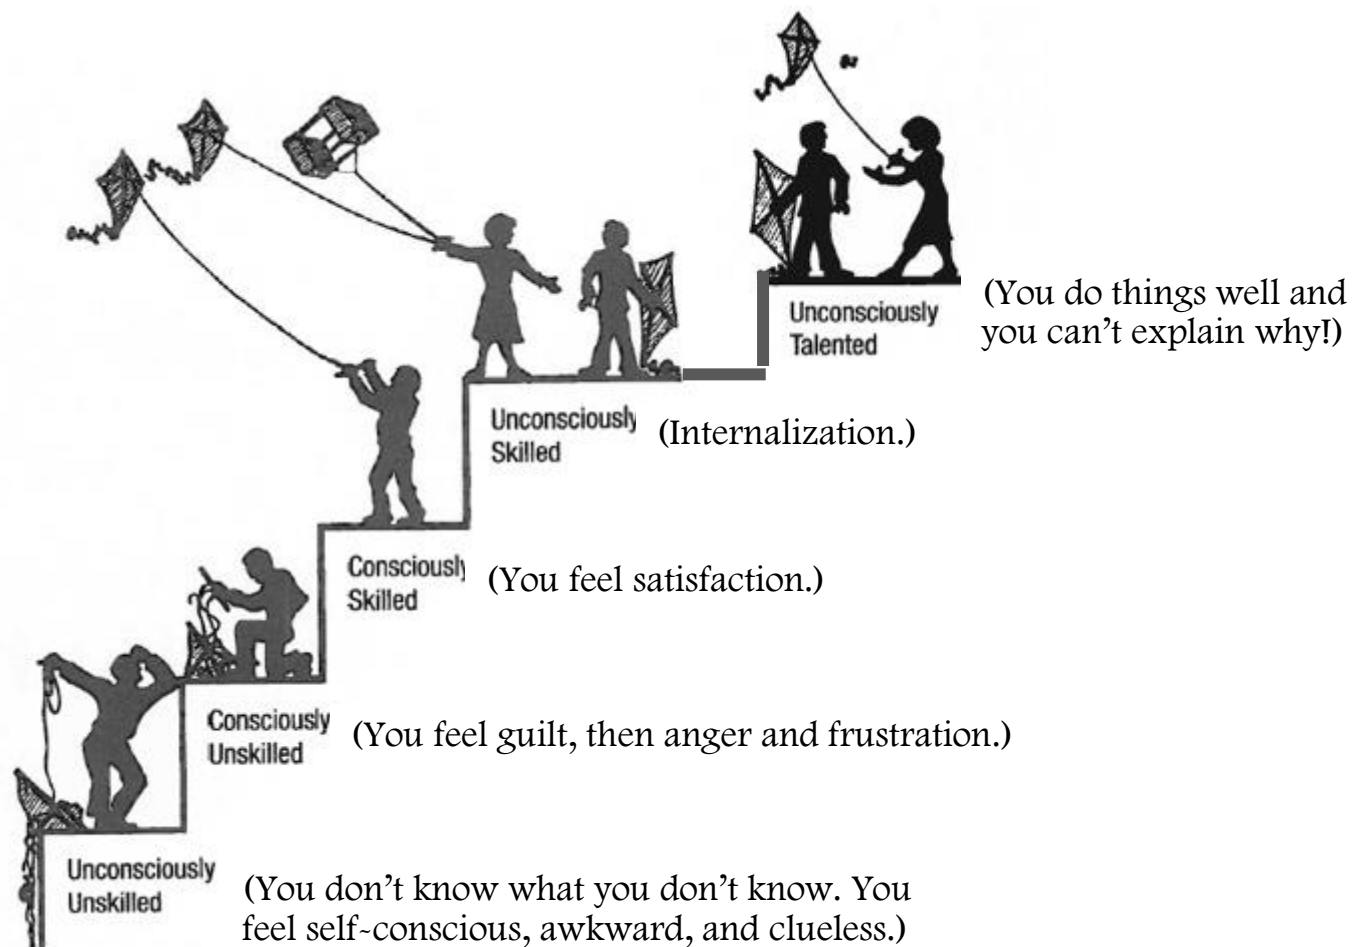 Unconsciously
Talented
(You do things well and
you can’t explain why!)
Unconsciously
Skilled
(Internalization.)
Consciously
Skilled
(You feel satisfaction.)
Consciously
Unskilled
(You feel guilt, then anger and frustration.)
Unconsciously
Unskilled
(You don’t know what you don’t know. You
feel self-conscious, awkward, and clueless.)